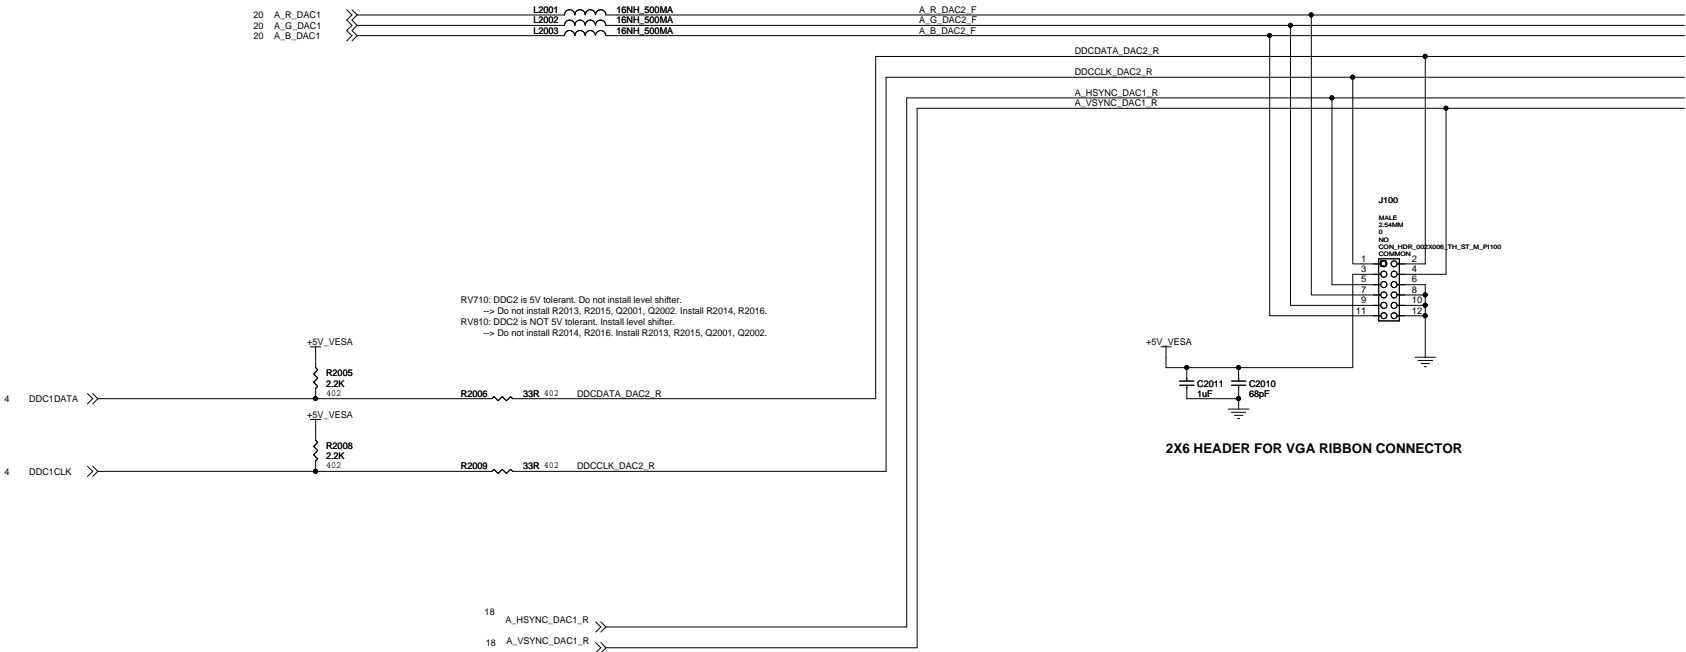 20 A_R_DAC1 L2001 16NH_500MA A_R_DAC2_F
20 A_G_DAC1 L2002 16NH_500MA A_G_DAC2_F
20 A_B_DAC1 L2003 16NH_500MA A_B_DAC2_F
DDCDATA_DAC2_R
DDCCLK_DAC2_R
A_HSYNC_DAC1_R
A_VSYNC_DAC1_R
J100
MALE
2.54MM
0
NO
CON_HDR_002X006_TH_ST_M_PI100
COMMON
1 2
3 4
5 6
7 8
9 10
11 12
RV710: DDC2 is 5V tolerant. Do not install level shifter.
--> Do not install R2013, R2015, Q2001, Q2002. Install R2014, R2016.
RV810: DDC2 is NOT 5V tolerant. Install level shifter.
--> Do not install R2014, R2016. Install R2013, R2015, Q2001, Q2002.
+5V_VESA
R2005
2.2K
402
4 DDC1DATA R2006 33R 402 DDCDATA_DAC2_R
+5V_VESA
R2008
2.2K
402
4 DDC1CLK R2009 33R 402 DDCCLK_DAC2_R
+5V_VESA
C2011 C2010
1uF 68pF
2X6 HEADER FOR VGA RIBBON CONNECTOR
18
A_HSYNC_DAC1_R
18 A_VSYNC_DAC1_R